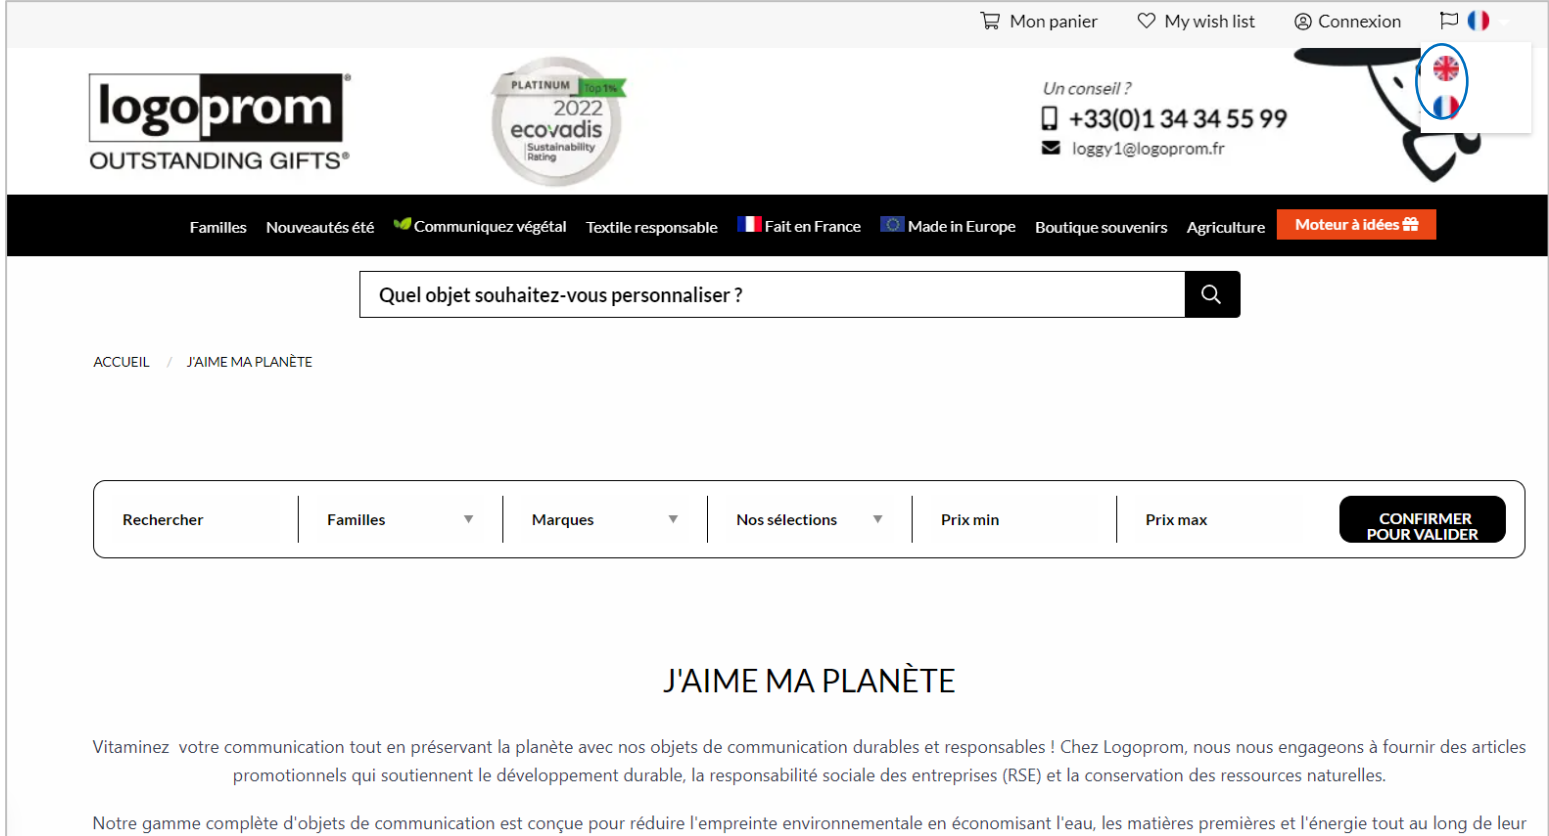 Mon panier My wish list Connexion
logoprom®
OUTSTANDING GIFTS®
PLATINUM Top 1%
2022
ecovadis
Sustainability
Rating
Un conseil ?
+33(0)1 34 34 55 99
loggy1@logoprom.fr
Familles Nouveautés été Communiquez végétal Textile responsable Fait en France Made in Europe Boutique souvenirs Agriculture Moteur à idées
Quel objet souhaitez-vous personnaliser ?
ACCUEIL / J'AIME MA PLANÈTE
Rechercher Familles Marques Nos sélections Prix min Prix max CONFIRMER
POUR VALIDER
J'AIME MA PLANÈTE
Vitaminez votre communication tout en préservant la planète avec nos objets de communication durables et responsables ! Chez Logoprom, nous nous engageons à fournir des articles
promotionnels qui soutiennent le développement durable, la responsabilité sociale des entreprises (RSE) et la conservation des ressources naturelles.
Notre gamme complète d'objets de communication est conçue pour réduire l'empreinte environnementale en économisant l'eau, les matières premières et l'énergie tout au long de leur